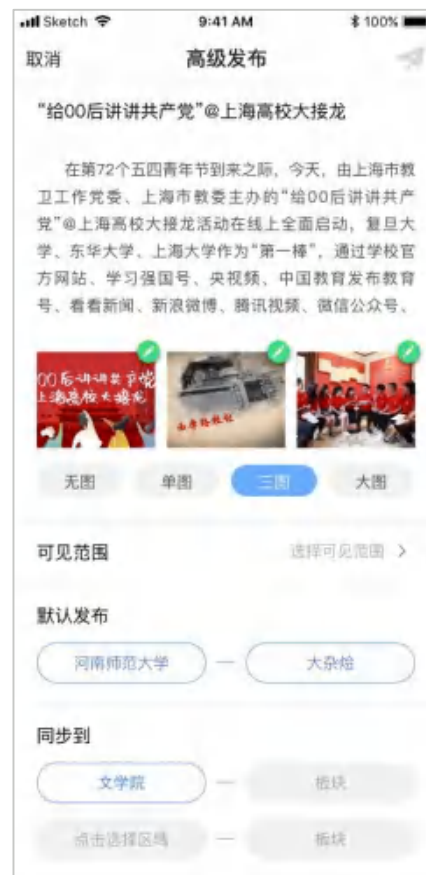 Sketch 9:41 AM 100%
取消 高级发布
“给00后讲讲共产党”@上海高校大接龙
在第72个五四青年节到来之际，今天，由上海市教
卫工作党委、上海市教委主办的“给00后讲讲共产
党”@上海高校大接龙活动在线上全面启动，复旦大
学、东华大学、上海大学作为“第一棒”，通过学校官
方网站、学习强国号、央视频、中国教育发布教育
号、看看新闻、新浪微博、腾讯视频、微信公众号、
00后讲讲共产党
上海高校大接龙
无图 单图 三图 大图
可见范围 选择可见范围
默认发布
河南师范大学 — 大杂烩
同步到
文学院 — 板块
点击选择区域 — 板块